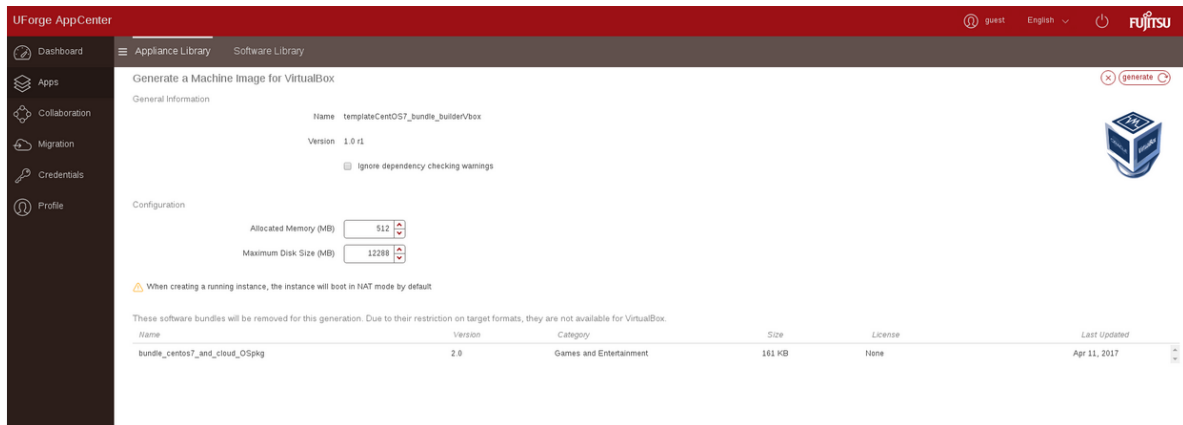 UForge AppCenter
guest English FUJITSU
Dashboard
Apps
Collaboration
Migration
Credentials
Profile
Appliance Library Software Library
Generate a Machine Image for VirtualBox
generate
General Information
Name templateCentOS7_bundle_builderVbox
Version 1.0 r1
Ignore dependency checking warnings
VirtualBox
Configuration
Allocated Memory (MB) 512
Maximum Disk Size (MB) 12288
When creating a running instance, the instance will boot in NAT mode by default
These software bundles will be removed for this generation. Due to their restriction on target formats, they are not available for VirtualBox.
Name Version Category Size License Last Updated
bundle_centos7_and_cloud_OSpkg 2.0 Games and Entertainment 161 KB None Apr 11, 2017